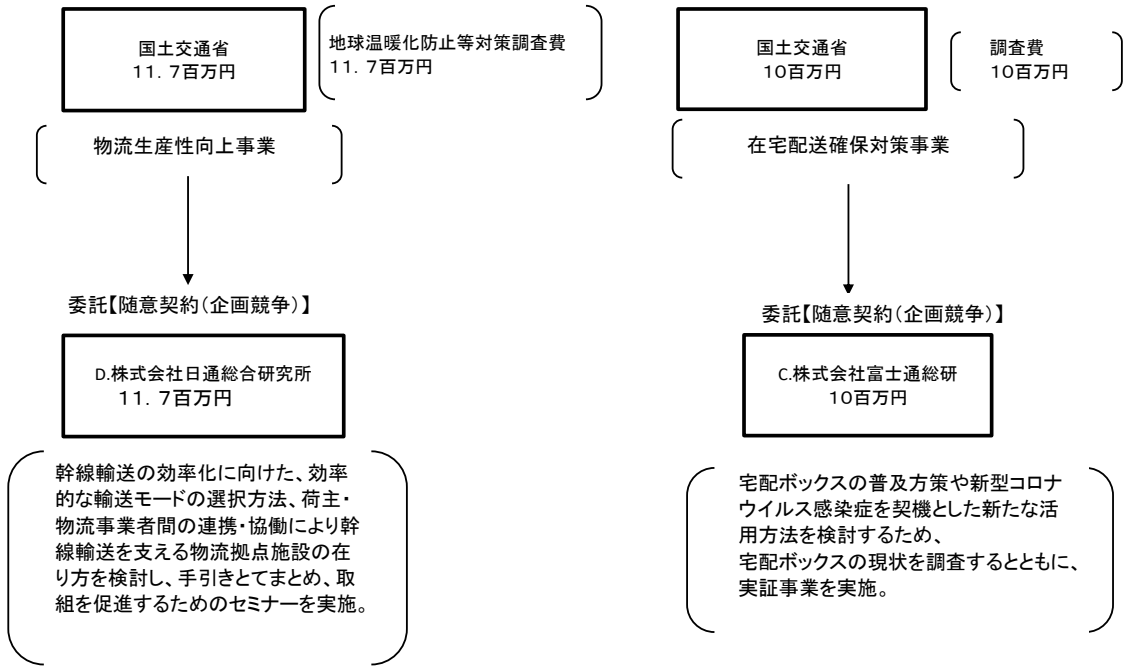 国土交通省
11.7百万円
地球温暖化防止等対策調査費
11.7百万円
物流生産性向上事業
委託【随意契約(企画競争)】
D.株式会社日通総合研究所
11.7百万円
幹線輸送の効率化に向けた、効率
的な輸送モードの選択方法、荷主・
物流事業者間の連携・協働により幹
線輸送を支える物流拠点施設の在
り方を検討し、手引きとてまとめ、取
組を促進するためのセミナーを実施。
国土交通省
10百万円
調査費
10百万円
在宅配送確保対策事業
委託【随意契約(企画競争)】
C.株式会社富士通総研
10百万円
宅配ボックスの普及方策や新型コロナ
ウイルス感染症を契機とした新たな活
用方法を検討するため、
宅配ボックスの現状を調査するとともに、
実証事業を実施。